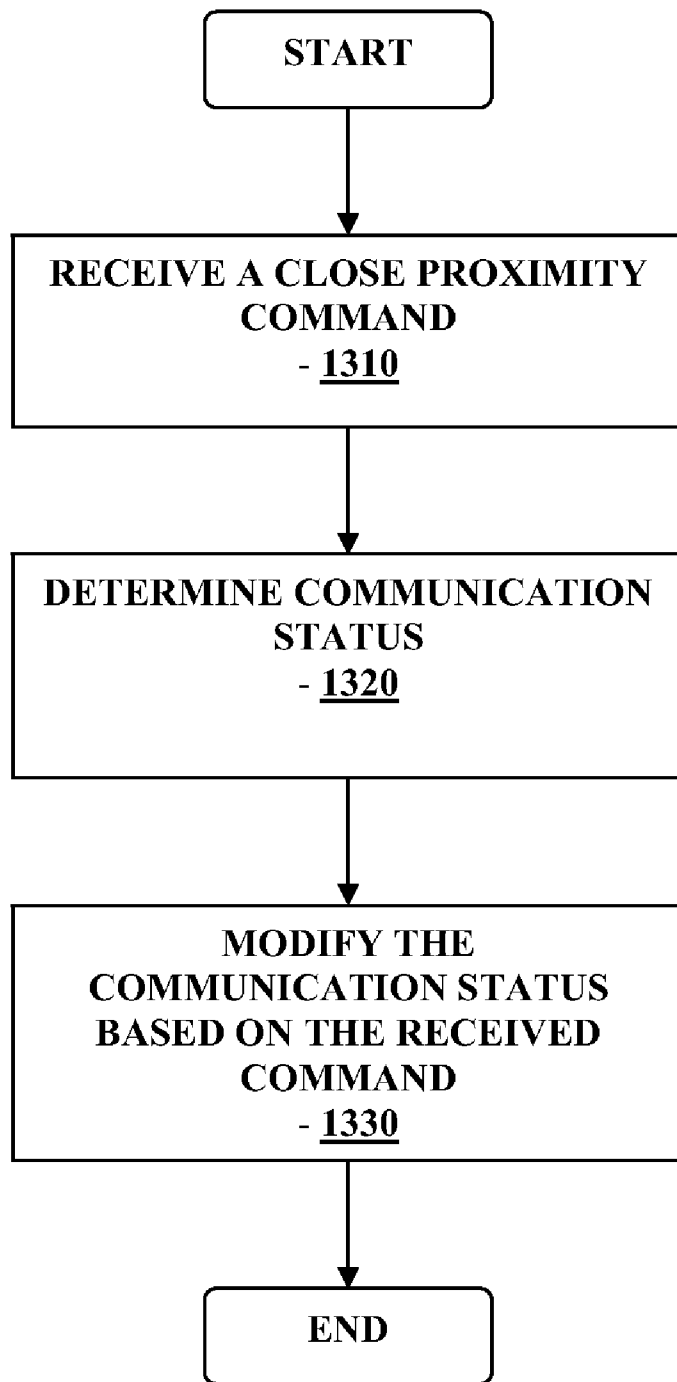 START
RECEIVE A CLOSE PROXIMITY
COMMAND
- 1310
DETERMINE COMMUNICATION
STATUS
- 1320
MODIFY THE
COMMUNICATION STATUS
BASED ON THE RECEIVED
COMMAND
- 1330
END